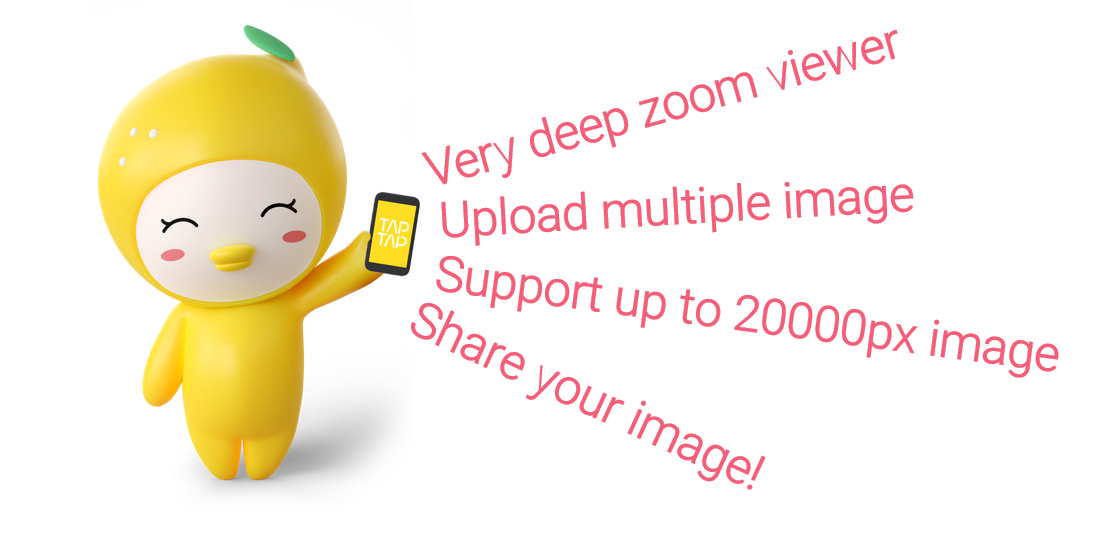 Very deep zoom viewer
TAP
TAP
Upload multiple image
Support up to 20000px image
Share your image!